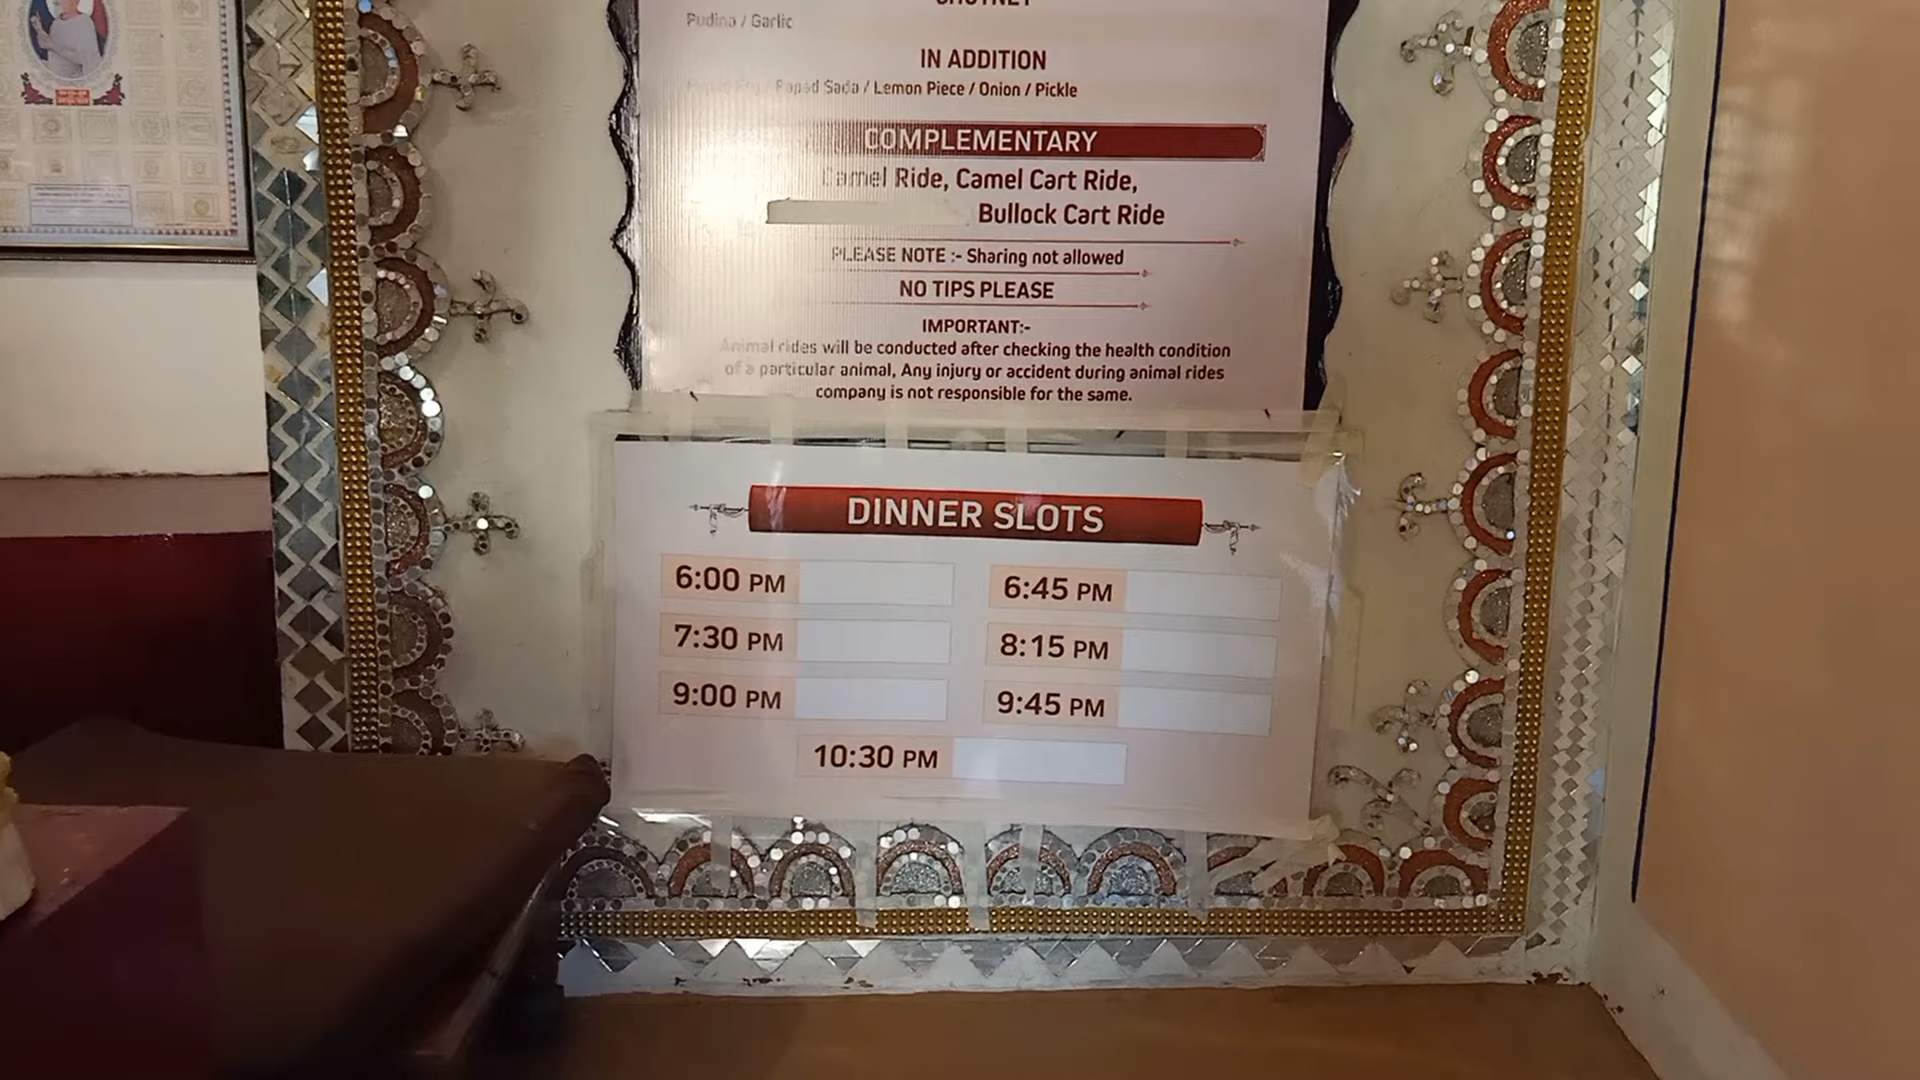 Pudina / Garlic
IN ADDITION
/ Papad Sada / Lemon Piece / Onion / Pickle
COMPLEMENTARY
Camel Ride, Camel Cart Ride,
Bullock Cart Ride
PLEASE NOTE :- Sharing not allowed
NO TIPS PLEASE
IMPORTANT:-
Animal rides will be conducted after checking the health condition
of a particular animal, Any injury or accident during animal rides
company is not responsible for the same.
DINNER SLOTS
6:00 PM
6:45 PM
7:30 PM
8:15 PM
9:00 PM
9:45 PM
10:30 PM